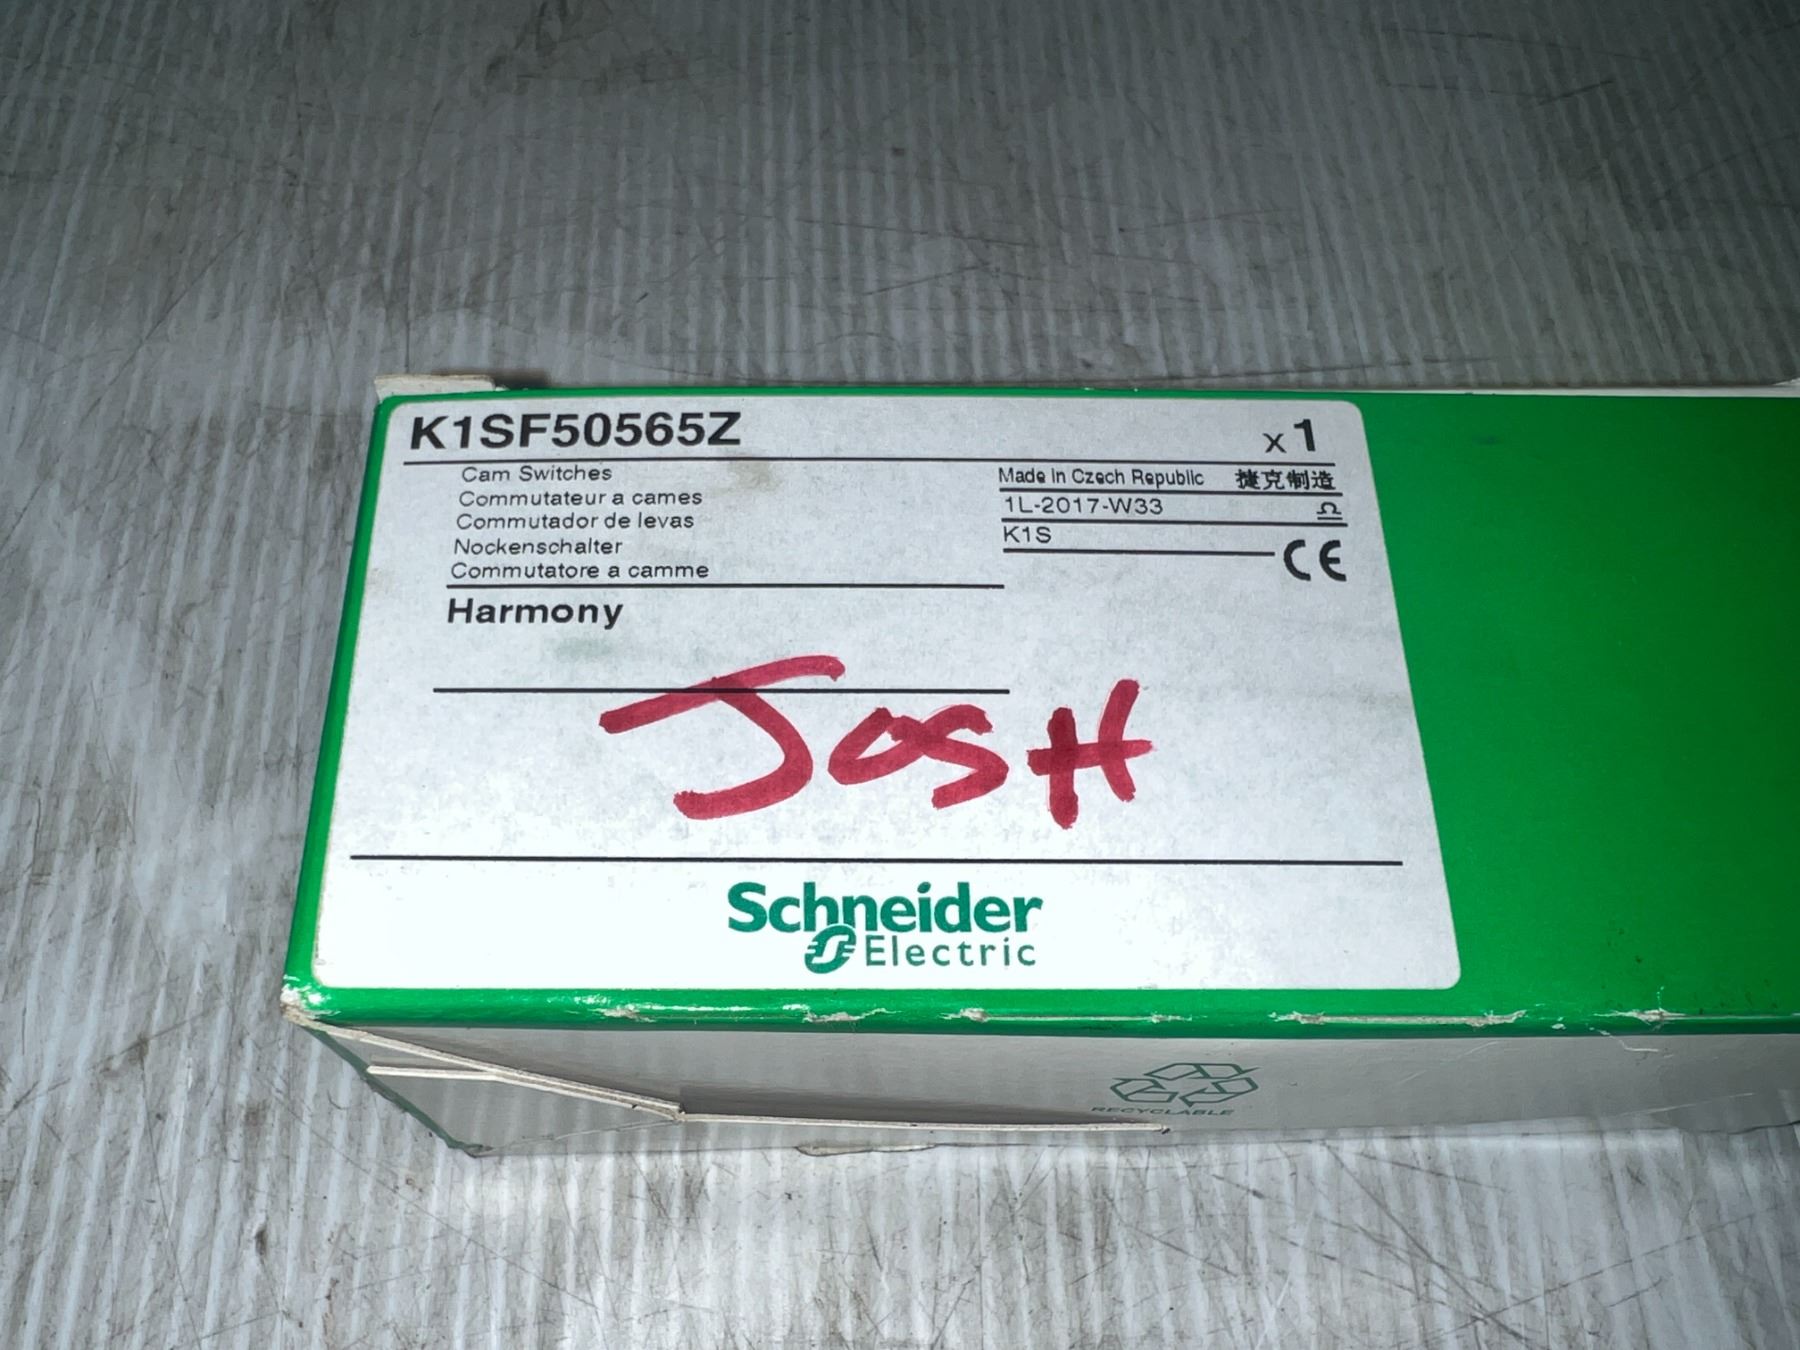 K1SF50565Z x 1
Cam Switches
Commutateur a cames
Commutador de levas
Nockenschalter
Commutatore a camme
Made in Czech Republic 捷克制造
1L-2017-W33
K1S
CE
Harmony
JOSH
Schneider
Electric
RECYCLABLE